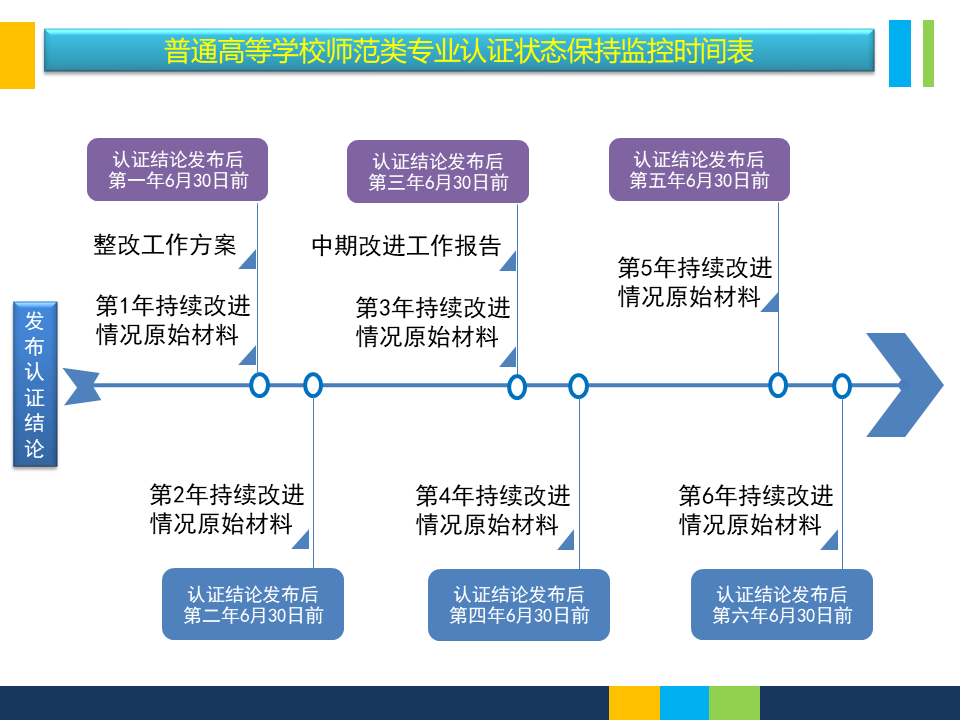 普通高等学校师范类专业认证状态保持监控时间表
认证结论发布后
第一年6月30日前
认证结论发布后
第三年6月30日前
认证结论发布后
第五年6月30日前
整改工作方案
第1年持续改进
情况原始材料
中期改进工作报告
第3年持续改进
情况原始材料
第5年持续改进
情况原始材料
发
布
认
证
结
论
第2年持续改进
情况原始材料
第4年持续改进
情况原始材料
第6年持续改进
情况原始材料
认证结论发布后
第二年6月30日前
认证结论发布后
第四年6月30日前
认证结论发布后
第六年6月30日前